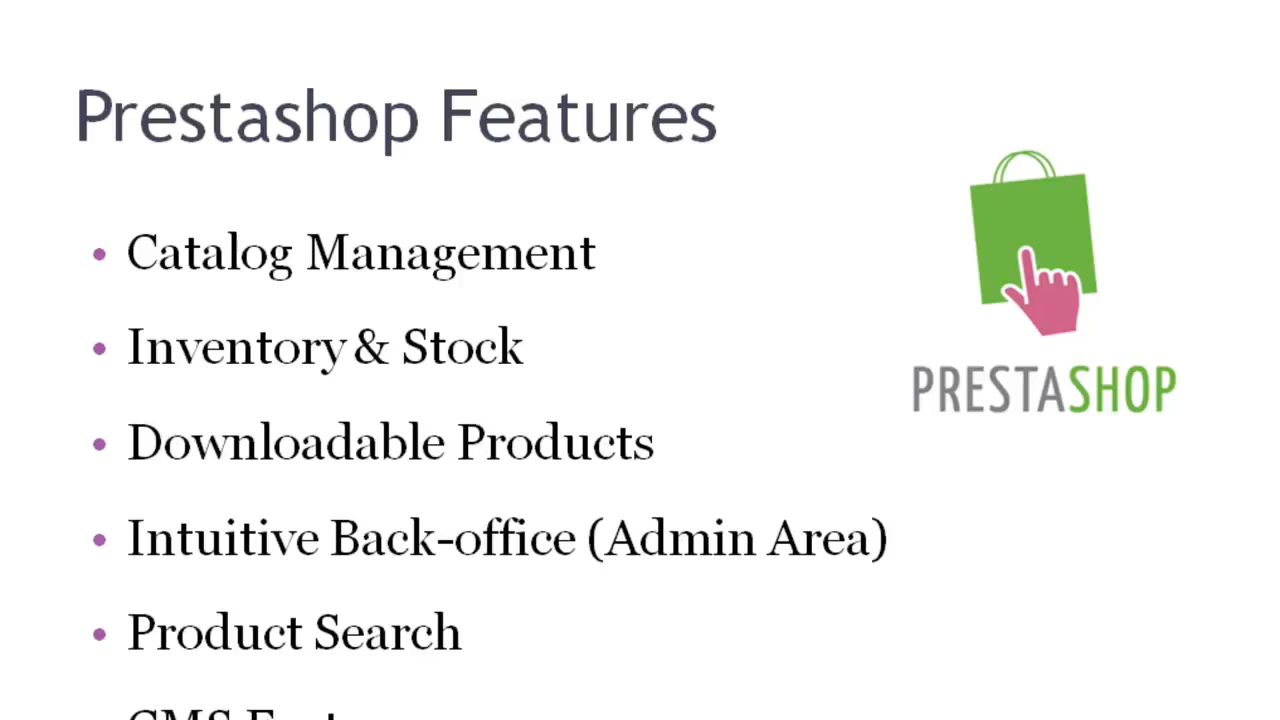 Prestashop Features
• Catalog Management
• Inventory & Stock
• Downloadable Products
• Intuitive Back-office (Admin Area)
• Product Search
PRESTASHOP